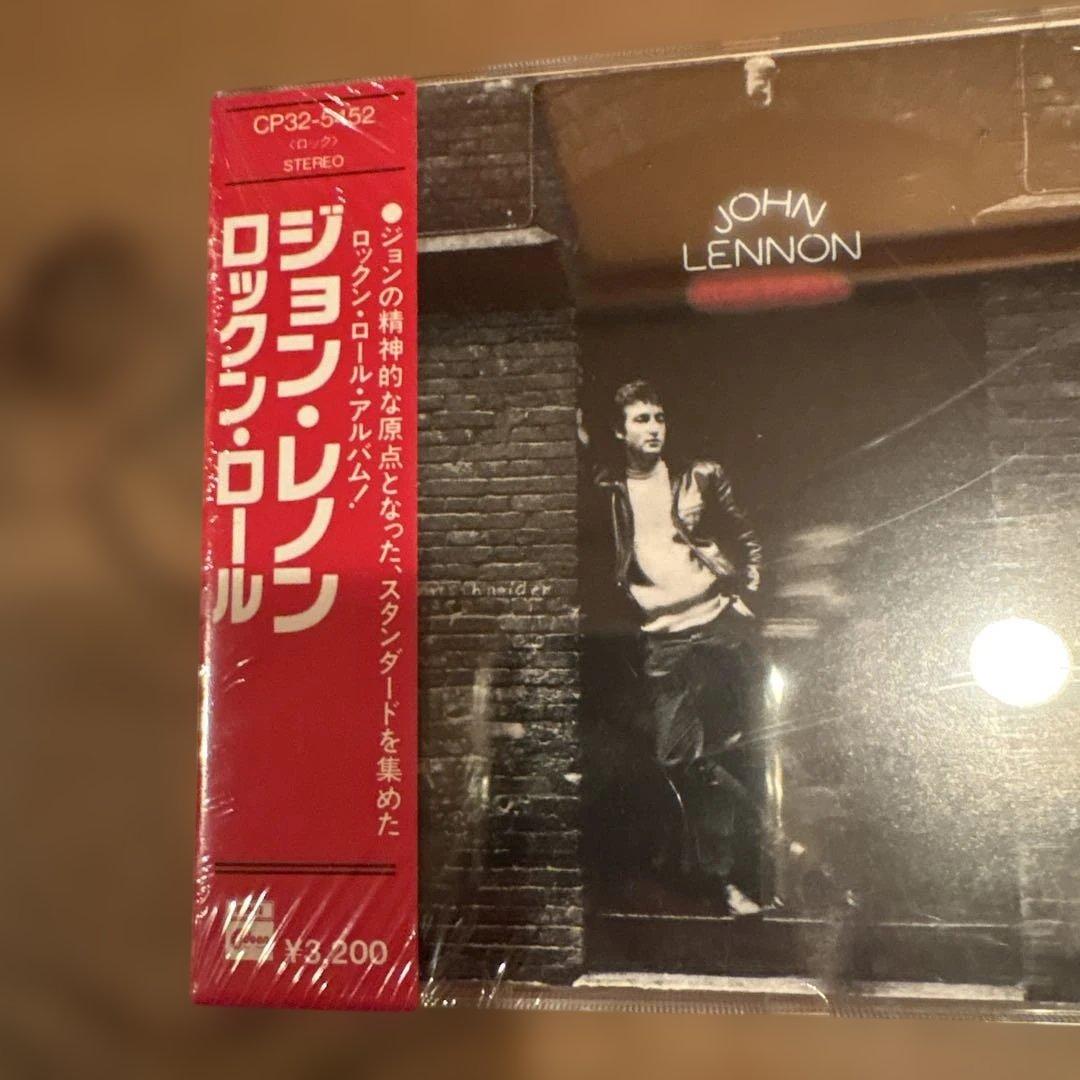 CP32-5452
〈ロック〉
STEREO
●ジョンの精神的な原点となった、スタンダードを集めた
ロックン・ロール・アルバム!
ジョン・レノン
ロックン・ロール
¥3,200
JOHN
LENNON